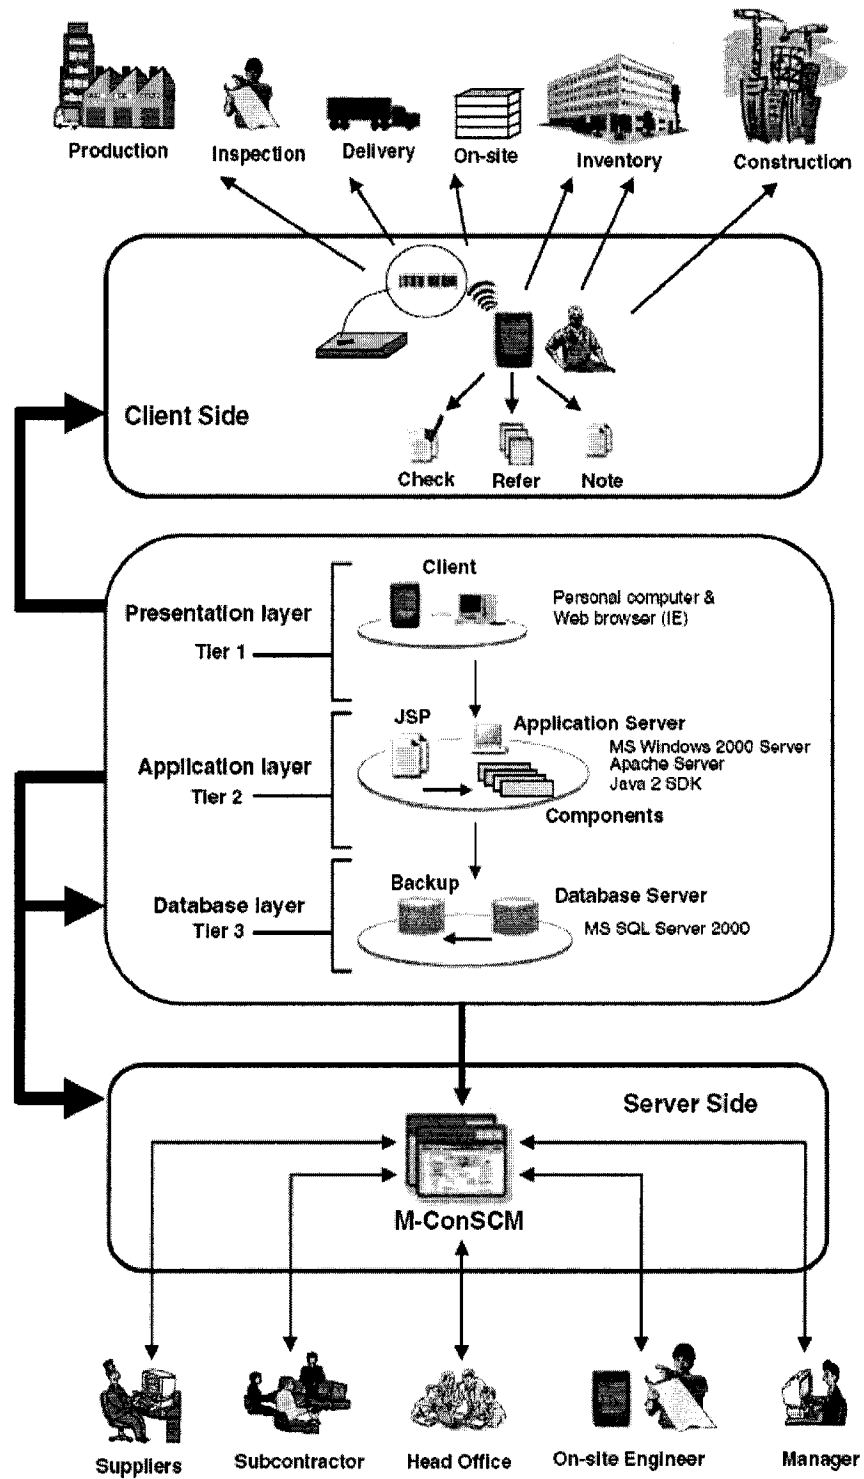 Production
Inspection
Delivery
On-site
Inventory
Construction
Client Side
Check
Refer
Note
Client
Presentation layer
Personal computer &
Web browser (IE)
Tier 1
JSP
Application Server
MS Windows 2000 Server
Apache Server
Java 2 SDK
Application layer
Tier 2
Components
Backup
Database Server
Database layer
MS SQL Server 2000
Tier 3
Server Side
M-ConSCM
Suppliers
Subcontractor
Head Office
On-site Engineer
Manager